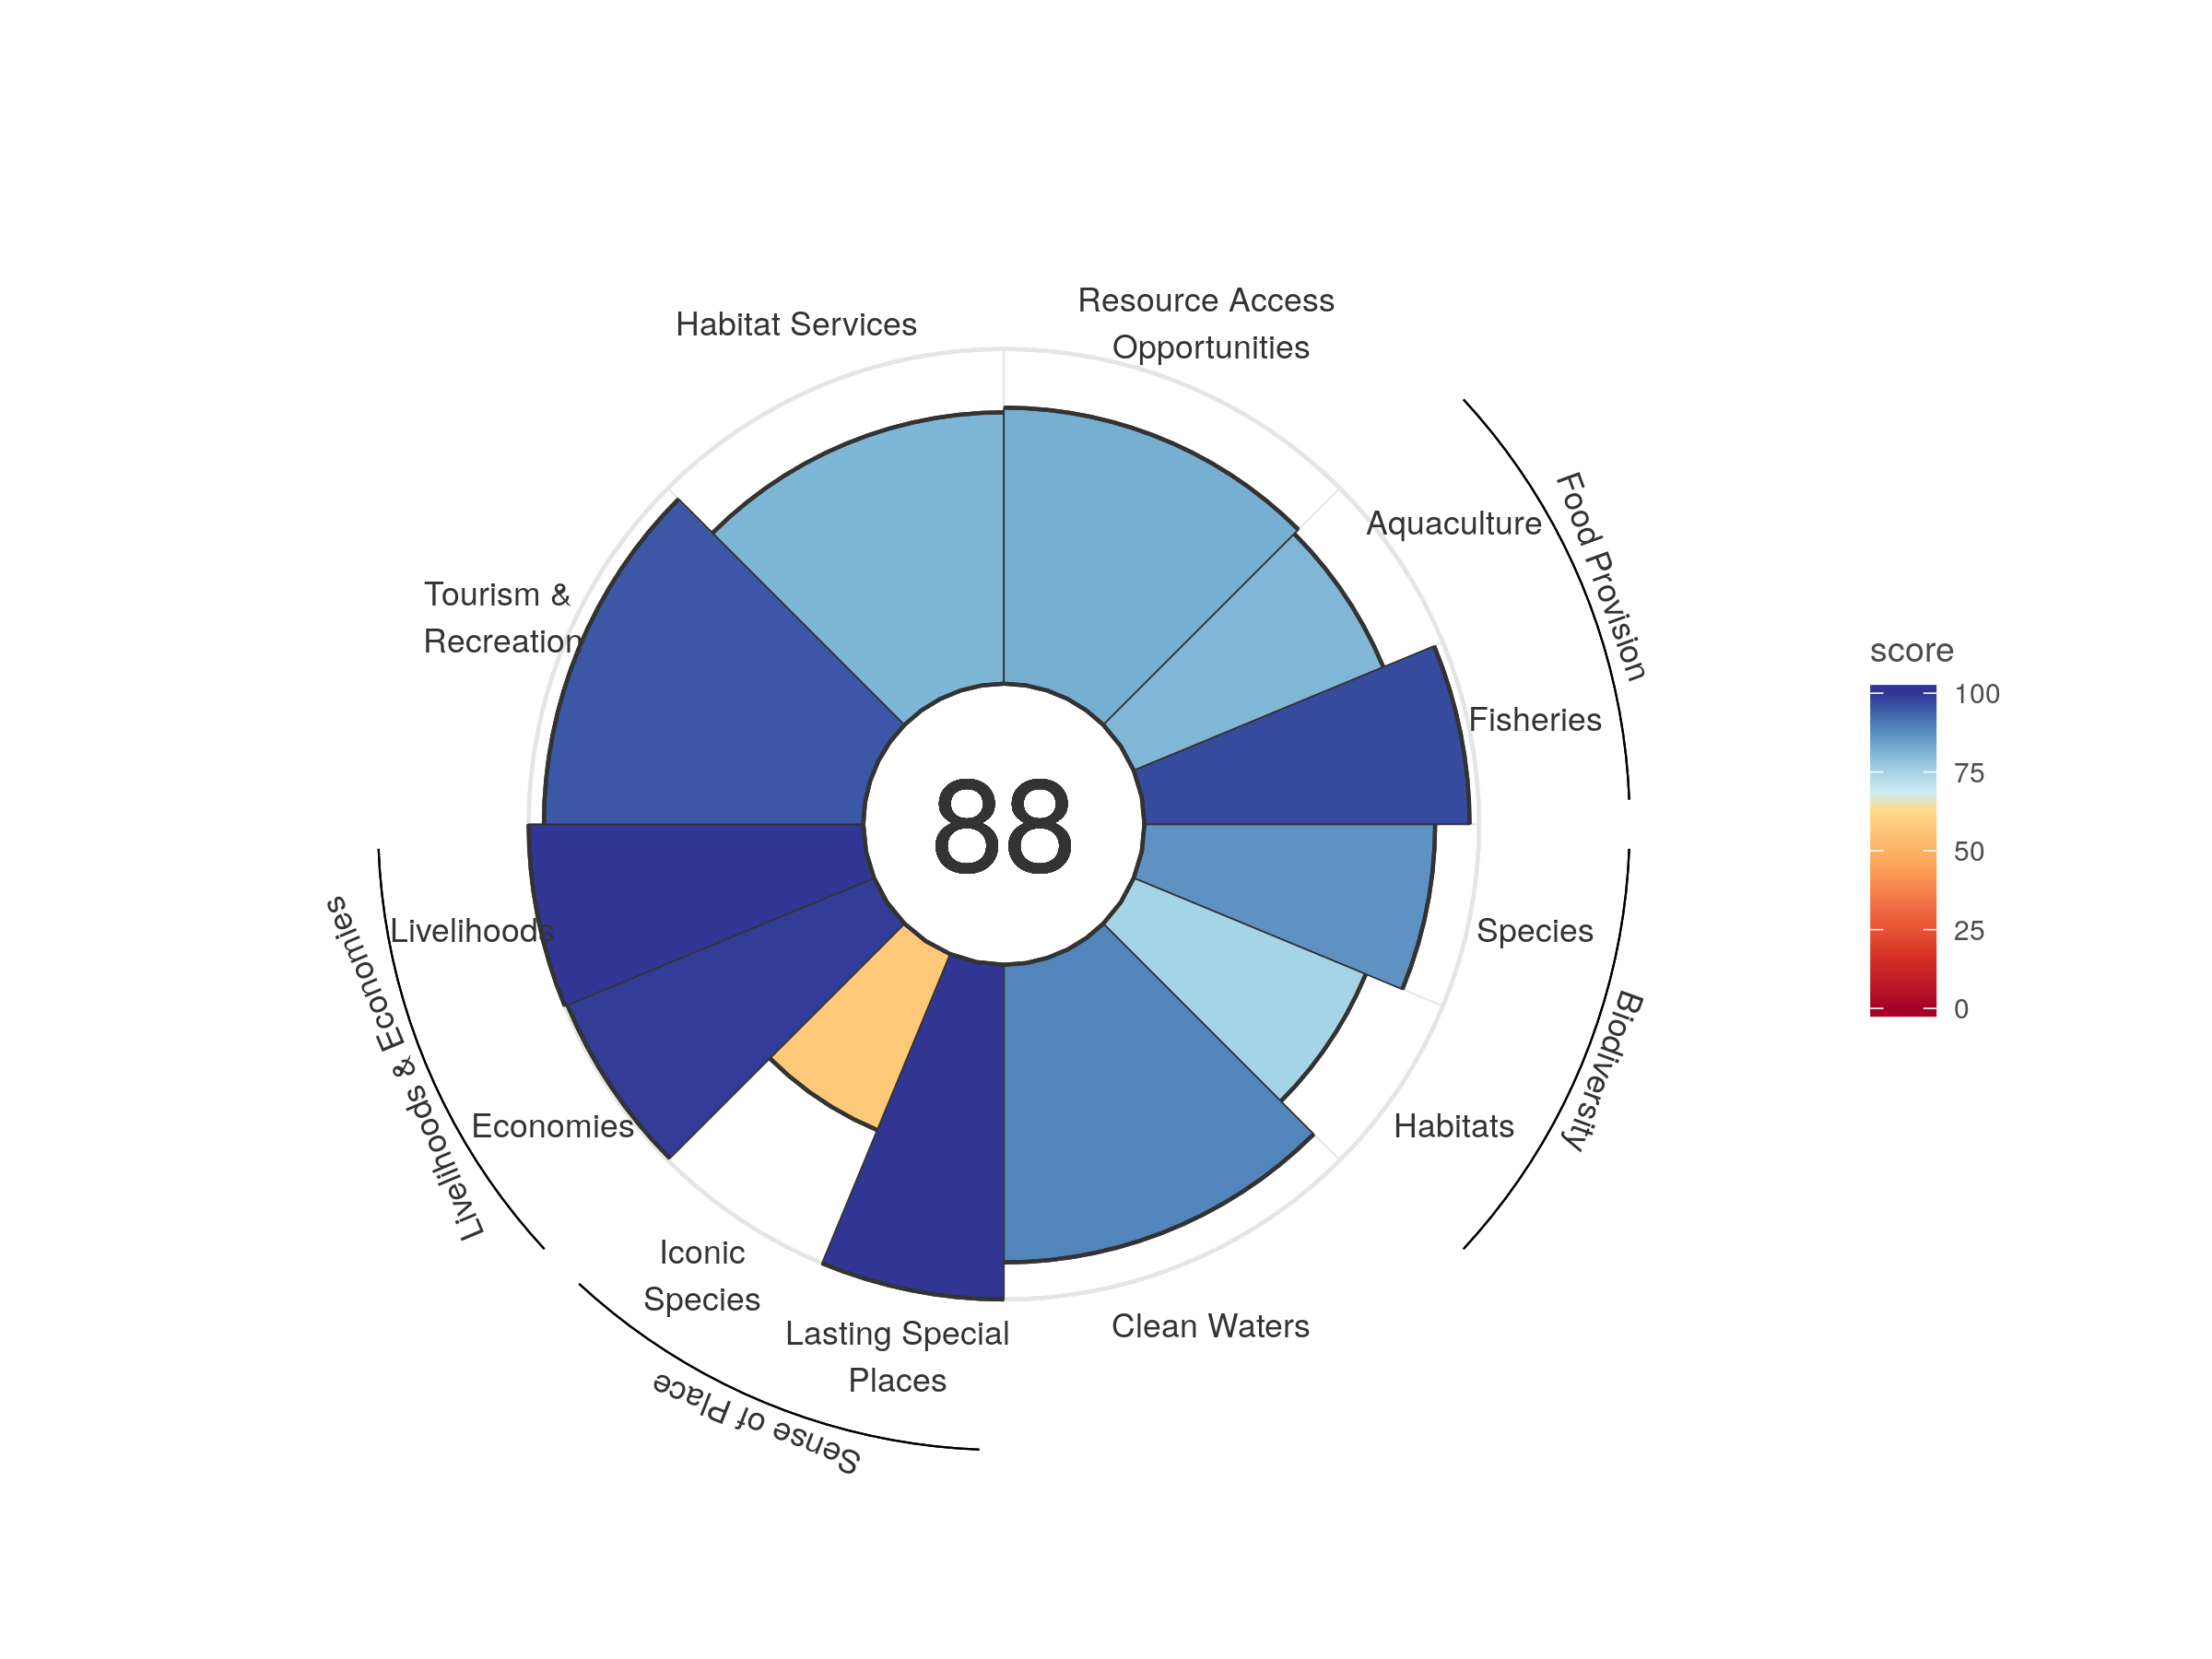 Resource Access
Opportunities
Habitat Services
Aquaculture
Food Provision
Tourism &
Recreation
Fisheries
score
100
75
50
25
0
88
Livelihoods
Species
Livelihoods & Economies
Biodiversity
Economies
Habitats
Iconic
Species
Lasting Special
Places
Clean Waters
Sense of Place